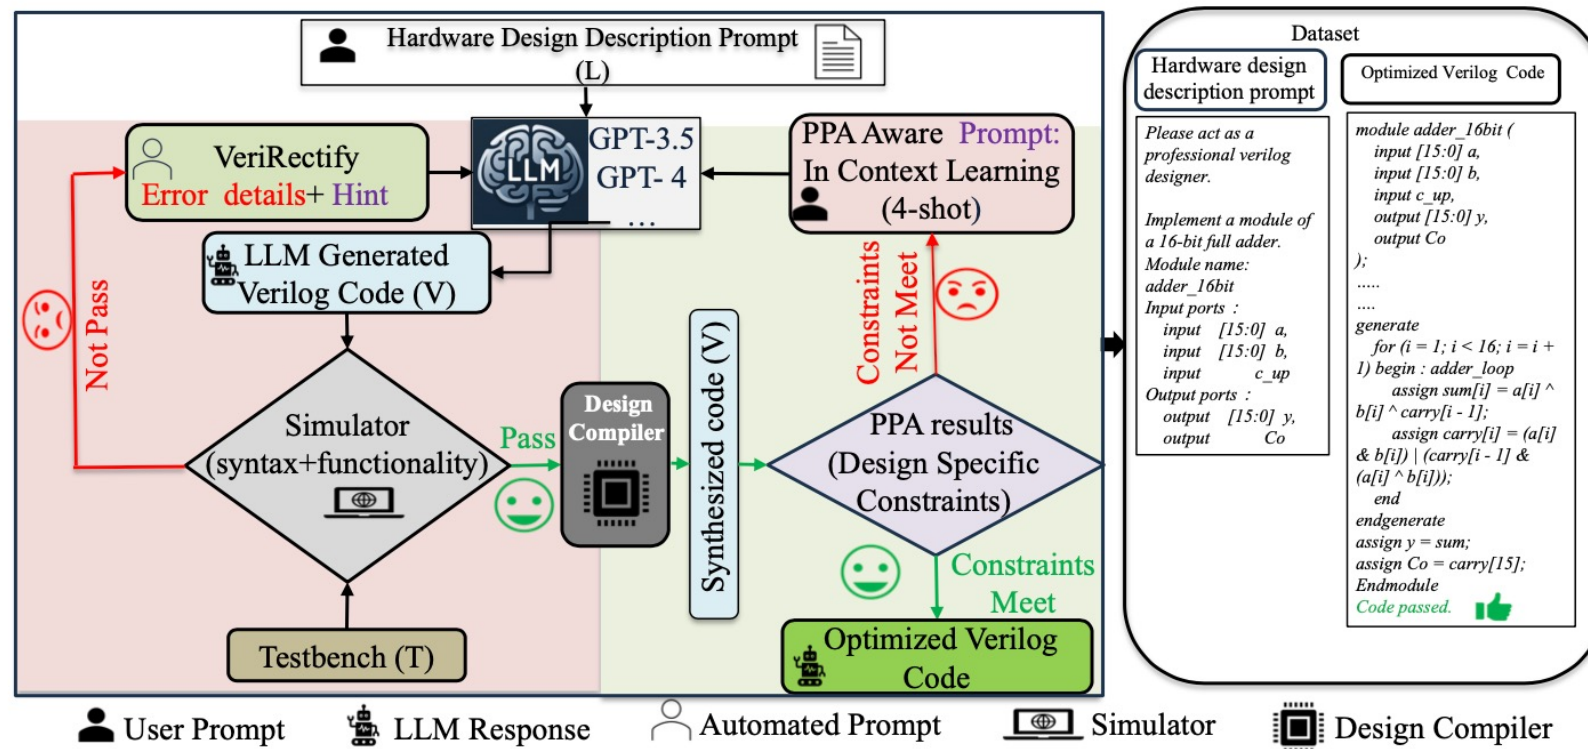 Hardware Design Description Prompt
(L)
VeriRectify
Error details+ Hint
LLM
GPT-3.5
GPT- 4
...
PPA Aware Prompt:
In Context Learning
(4-shot)
LLM Generated
Verilog Code (V)
Not Pass
Simulator
(syntax+functionality)
Testbench (T)
Pass
Design
Compiler
Synthesized code (V)
Constraints
Not Meet
PPA results
(Design Specific
Constraints)
Constraints
Meet
Optimized Verilog
Code
Dataset
Hardware design
description prompt
Please act as a
professional verilog
designer.
Implement a module of
a 16-bit full adder.
Module name:
adder_16bit
Input ports :
input [15:0] a,
input [15:0] b,
input c_up
Output ports :
output [15:0] y,
output Co
Optimized Verilog Code
module adder_16bit (
input [15:0] a,
input [15:0] b,
input c_up,
output [15:0] y,
output Co
);
.....
....
generate
for (i = 1; i < 16; i = i +
1) begin : adder_loop
assign sum[i] = a[i] ^
b[i] ^ carry[i - 1];
assign carry[i] = (a[i]
& b[i]) | (carry[i - 1] &
(a[i] ^ b[i]));
end
endgenerate
assign y = sum;
assign Co = carry[15];
Endmodule
Code passed.
User Prompt
LLM Response
Automated Prompt
Simulator
Design Compiler